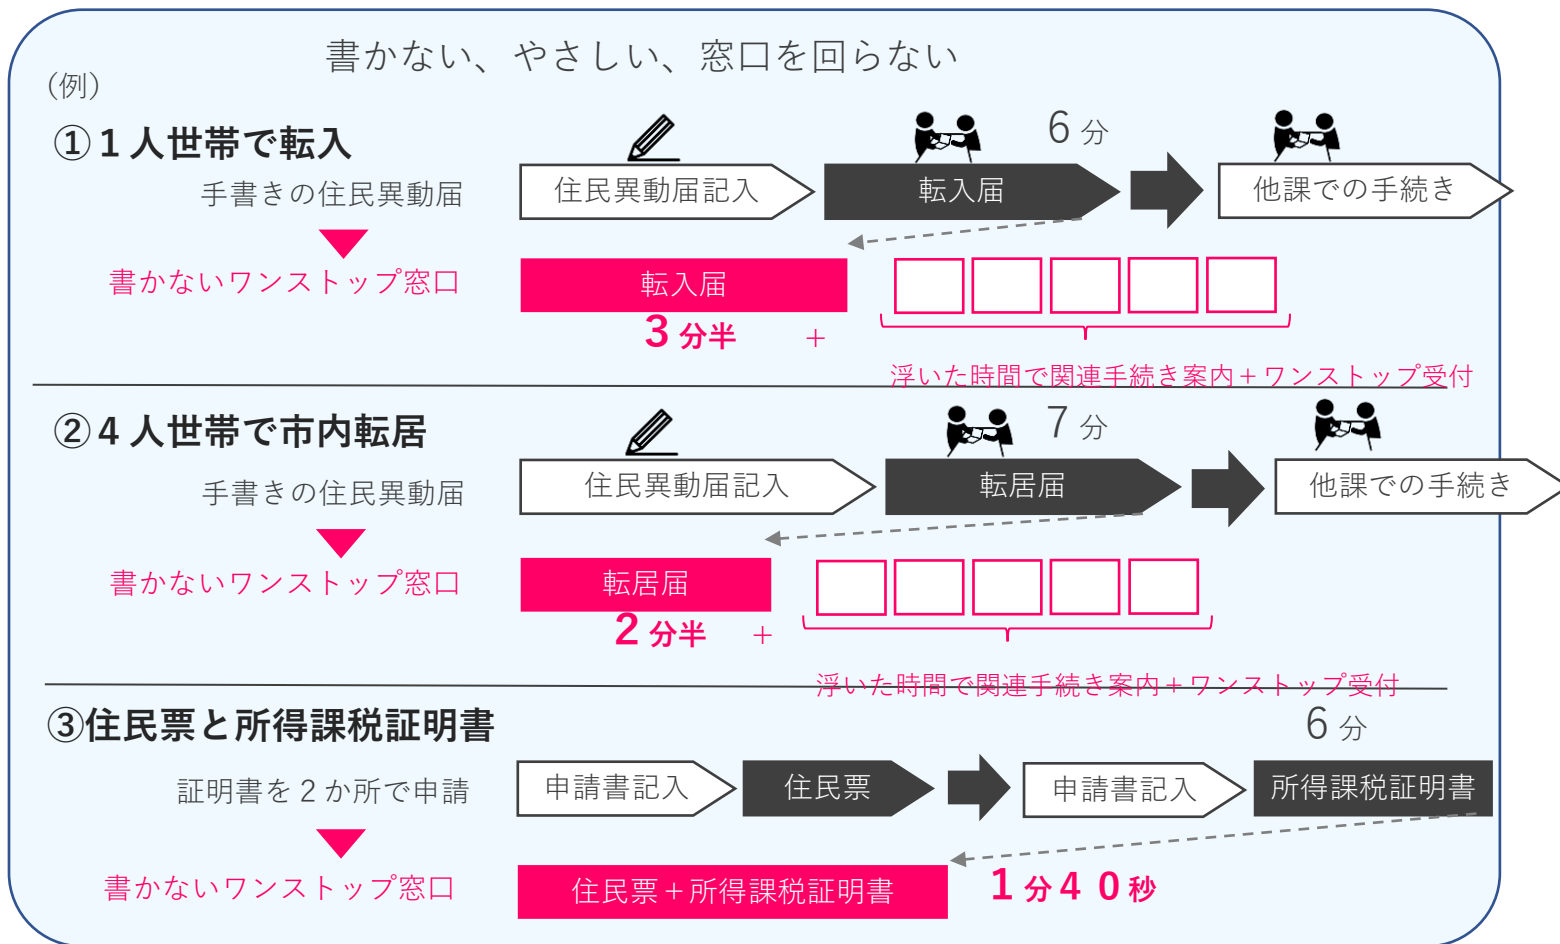 書かない、やさしい、窓口を回らない
(例)
①１人世帯で転入
6 分
手書きの住民異動届
住民異動届記入
転入届
他課での手続き
書かないワンストップ窓口
転入届
3 分半
+
浮いた時間で関連手続き案内＋ワンストップ受付
②４人世帯で市内転居
7 分
手書きの住民異動届
住民異動届記入
転居届
他課での手続き
書かないワンストップ窓口
転居届
2 分半
+
浮いた時間で関連手続き案内＋ワンストップ受付
③住民票と所得課税証明書
6 分
証明書を２か所で申請
申請書記入
住民票
申請書記入
所得課税証明書
書かないワンストップ窓口
住民票＋所得課税証明書
１分４０秒